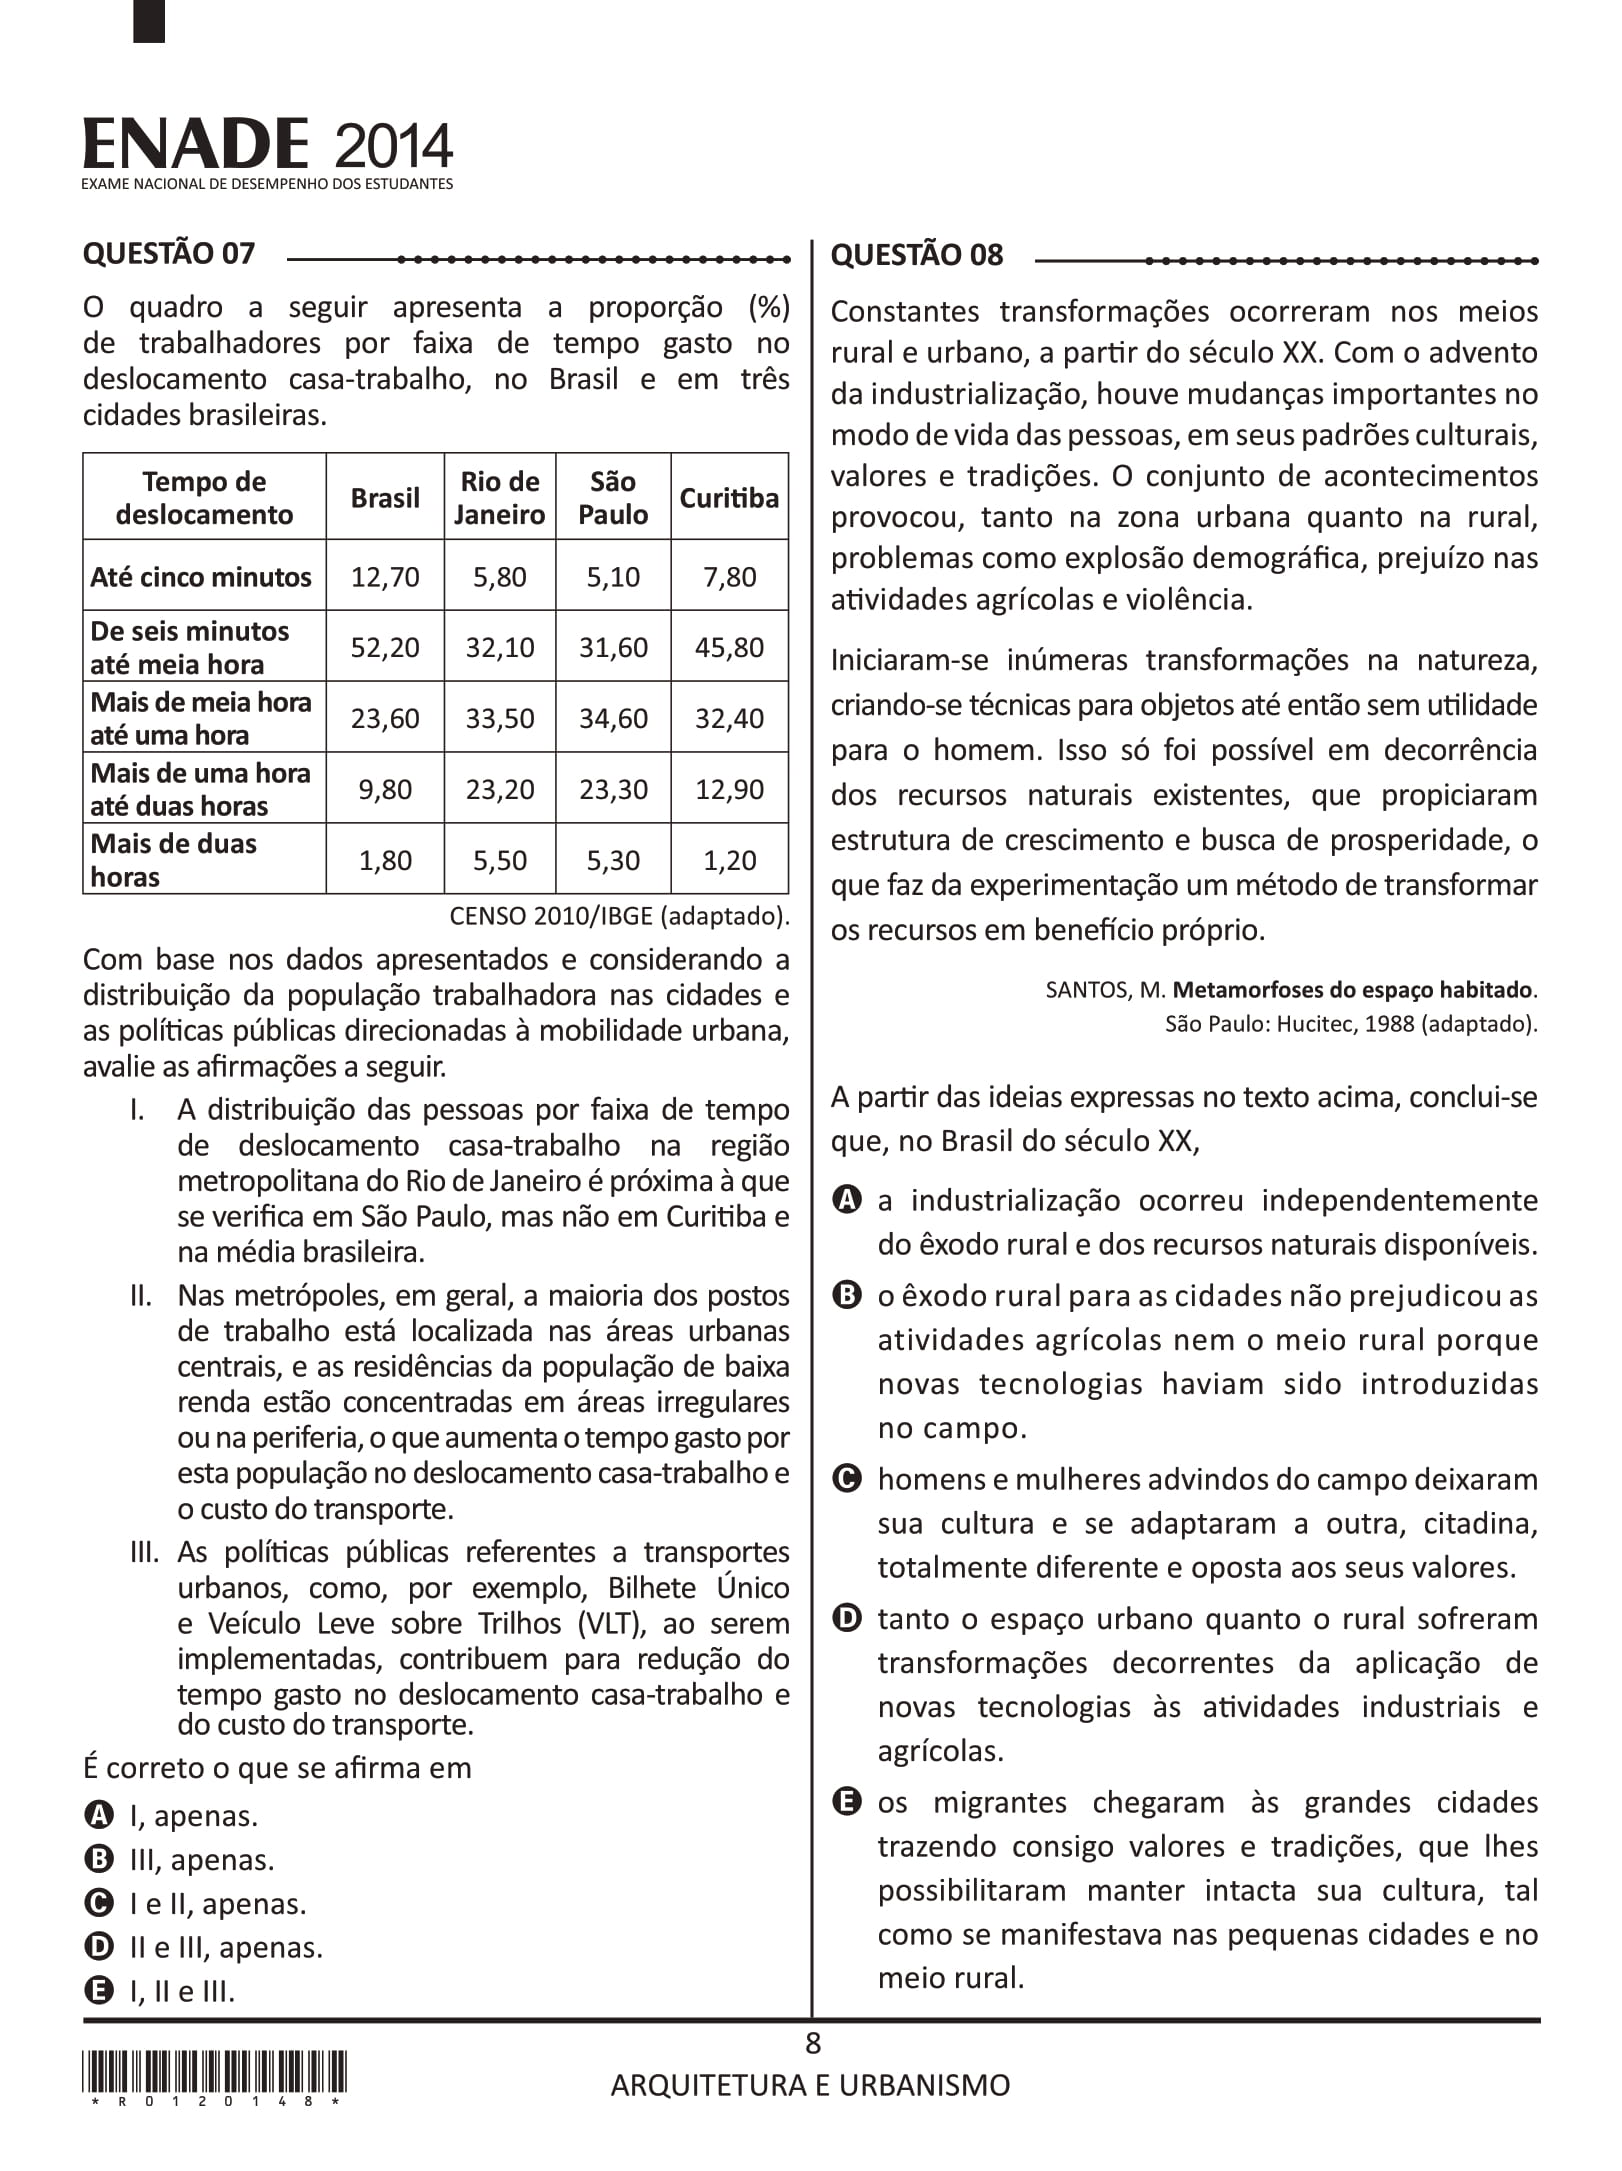 ENADE 2014
EXAME NACIONAL DE DESEMPENHO DOS ESTUDANTES
QUESTÃO 07
O quadro a seguir apresenta a proporção (%)
de trabalhadores por faixa de tempo gasto no
deslocamento casa-trabalho, no Brasil e em três
cidades brasileiras.
Tempo de deslocamento Brasil Rio de Janeiro São Paulo Curitiba
Até cinco minutos 12,70 5,80 5,10 7,80
De seis minutos até meia hora 52,20 32,10 31,60 45,80
Mais de meia hora até uma hora 23,60 33,50 34,60 32,40
Mais de uma hora até duas horas 9,80 23,20 23,30 12,90
Mais de duas horas 1,80 5,50 5,30 1,20
CENSO 2010/IBGE (adaptado).
Com base nos dados apresentados e considerando a
distribuição da população trabalhadora nas cidades e
as políticas públicas direcionadas à mobilidade urbana,
avalie as afirmações a seguir.
I. A distribuição das pessoas por faixa de tempo
de deslocamento casa-trabalho na região
metropolitana do Rio de Janeiro é próxima à que
se verifica em São Paulo, mas não em Curitiba e
na média brasileira.
II. Nas metrópoles, em geral, a maioria dos postos
de trabalho está localizada nas áreas urbanas
centrais, e as residências da população de baixa
renda estão concentradas em áreas irregulares
ou na periferia, o que aumenta o tempo gasto por
esta população no deslocamento casa-trabalho e
o custo do transporte.
III. As políticas públicas referentes a transportes
urbanos, como, por exemplo, Bilhete Único
e Veículo Leve sobre Trilhos (VLT), ao serem
implementadas, contribuem para redução do
tempo gasto no deslocamento casa-trabalho e
do custo do transporte.
É correto o que se afirma em
A I, apenas.
B III, apenas.
C I e II, apenas.
D II e III, apenas.
E I, II e III.
QUESTÃO 08
Constantes transformações ocorreram nos meios
rural e urbano, a partir do século XX. Com o advento
da industrialização, houve mudanças importantes no
modo de vida das pessoas, em seus padrões culturais,
valores e tradições. O conjunto de acontecimentos
provocou, tanto na zona urbana quanto na rural,
problemas como explosão demográfica, prejuízo nas
atividades agrícolas e violência.
Iniciaram-se inúmeras transformações na natureza,
criando-se técnicas para objetos até então sem utilidade
para o homem. Isso só foi possível em decorrência
dos recursos naturais existentes, que propiciaram
estrutura de crescimento e busca de prosperidade, o
que faz da experimentação um método de transformar
os recursos em benefício próprio.
SANTOS, M. Metamorfoses do espaço habitado.
São Paulo: Hucitec, 1988 (adaptado).
A partir das ideias expressas no texto acima, conclui-se
que, no Brasil do século XX,
A a industrialização ocorreu independentemente
do êxodo rural e dos recursos naturais disponíveis.
B o êxodo rural para as cidades não prejudicou as
atividades agrícolas nem o meio rural porque
novas tecnologias haviam sido introduzidas
no campo.
C homens e mulheres advindos do campo deixaram
sua cultura e se adaptaram a outra, citadina,
totalmente diferente e oposta aos seus valores.
D tanto o espaço urbano quanto o rural sofreram
transformações decorrentes da aplicação de
novas tecnologias às atividades industriais e
agrícolas.
E os migrantes chegaram às grandes cidades
trazendo consigo valores e tradições, que lhes
possibilitaram manter intacta sua cultura, tal
como se manifestava nas pequenas cidades e no
meio rural.
8
ARQUITETURA E URBANISMO
*R0120148*